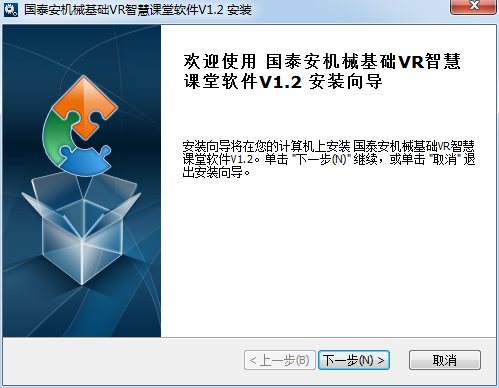 国泰安机械基础VR智慧课堂软件V1.2 安装
欢迎使用 国泰安机械基础VR智慧
课堂软件V1.2 安装向导
安装向导将在您的计算机上安装 国泰安机械基础VR智慧
课堂软件V1.2。单击 "下一步(N)" 继续，或单击 "取消" 退
出安装向导。
< 上一步(B)
下一步(N) >
取消